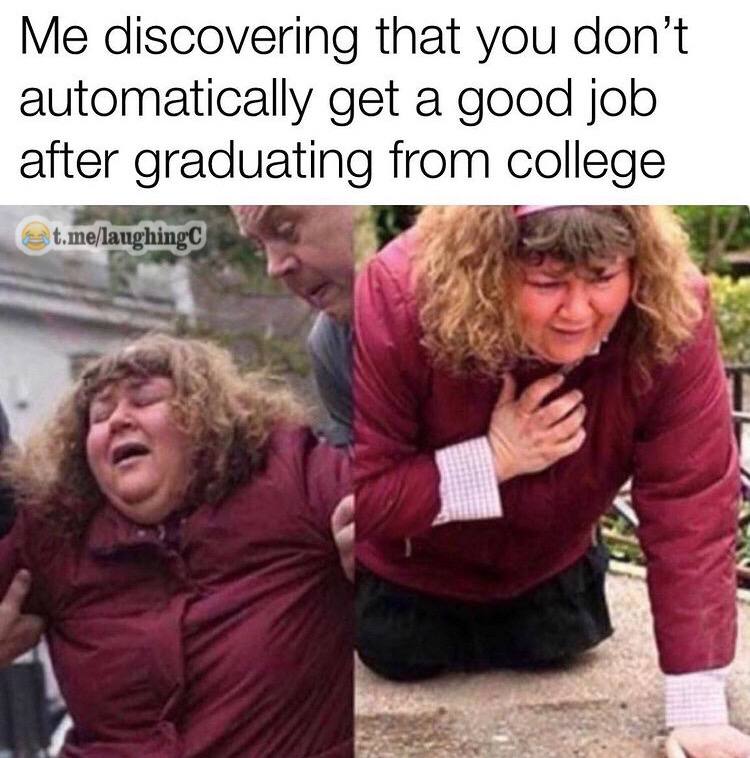 Me discovering that you don’t
automatically get a good job
after graduating from college
t.me/laughingC